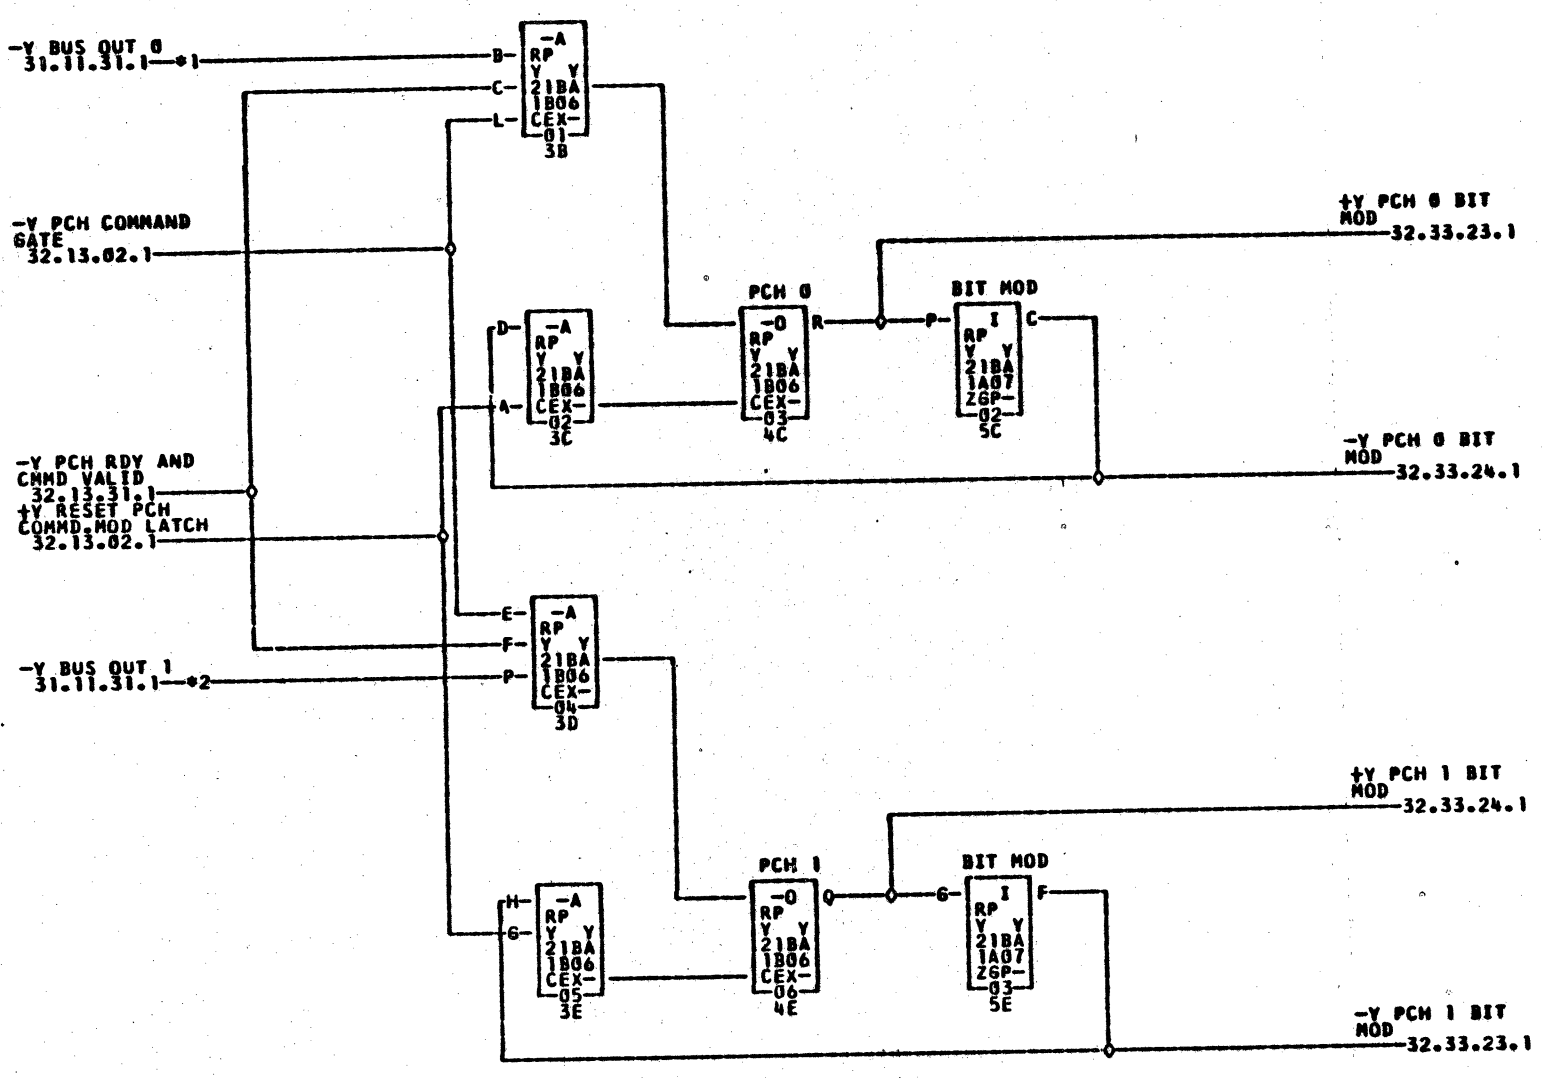 -Y BUS OUT 0
31.11.31.1—*1
B
C
L
-A
RP
Y Y
21BA
1B06
CEX-
01
3B
-Y PCH COMMAND
GATE
32.13.02.1
+Y PCH 0 BIT
MOD
32.33.23.1
D
A
-A
RP
Y Y
21BA
1B06
CEX-
02
3C
PCH 0
-O R
RP
Y Y
21BA
1B06
CEX-
03
4C
BIT MOD
P
I C
RP
Y Y
21BA
1A07
ZGP-
02
5C
-Y PCH 0 BIT
MOD
32.33.24.1
-Y PCH RDY AND
CMMD VALID
32.13.31.1
+Y RESET PCH
COMMD.MOD LATCH
32.13.02.1
E
F
P
-A
RP
Y Y
21BA
1B06
CEX-
04
3D
-Y BUS OUT 1
31.11.31.1—*2
+Y PCH 1 BIT
MOD
32.33.24.1
H
G
-A
RP
Y Y
21BA
1B06
CEX-
05
3E
PCH 1
-O Q
RP
Y Y
21BA
1B06
CEX-
06
4E
BIT MOD
G
I F
RP
Y Y
21BA
1A07
ZGP-
03
5E
-Y PCH 1 BIT
MOD
32.33.23.1